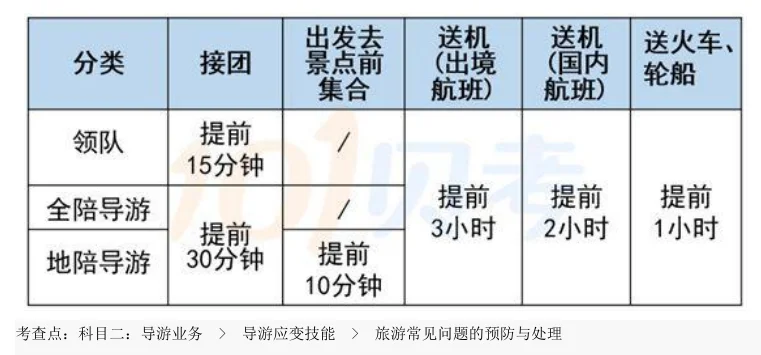 分类
接团
出发去
景点前
集合
送机
(出境
航班)
送机
(国内
航班)
送火车、
轮船
领队
提前
15分钟
/
提前
3小时
提前
2小时
提前
1小时
全陪导游
提前
30分钟
/
地陪导游
提前
10分钟
101贝考
考查点：科目二：导游业务 > 导游应变技能 > 旅游常见问题的预防与处理